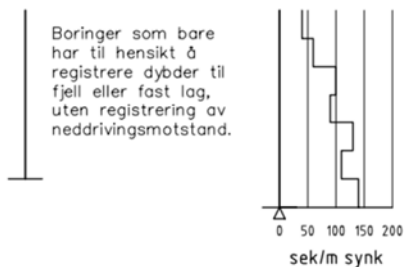 Boringer som bare
har til hensikt å
registrere dybder til
fjell eller fast lag,
uten registrering av
neddrivingsmotstand.
0 50 100 150 200
sek/m synk